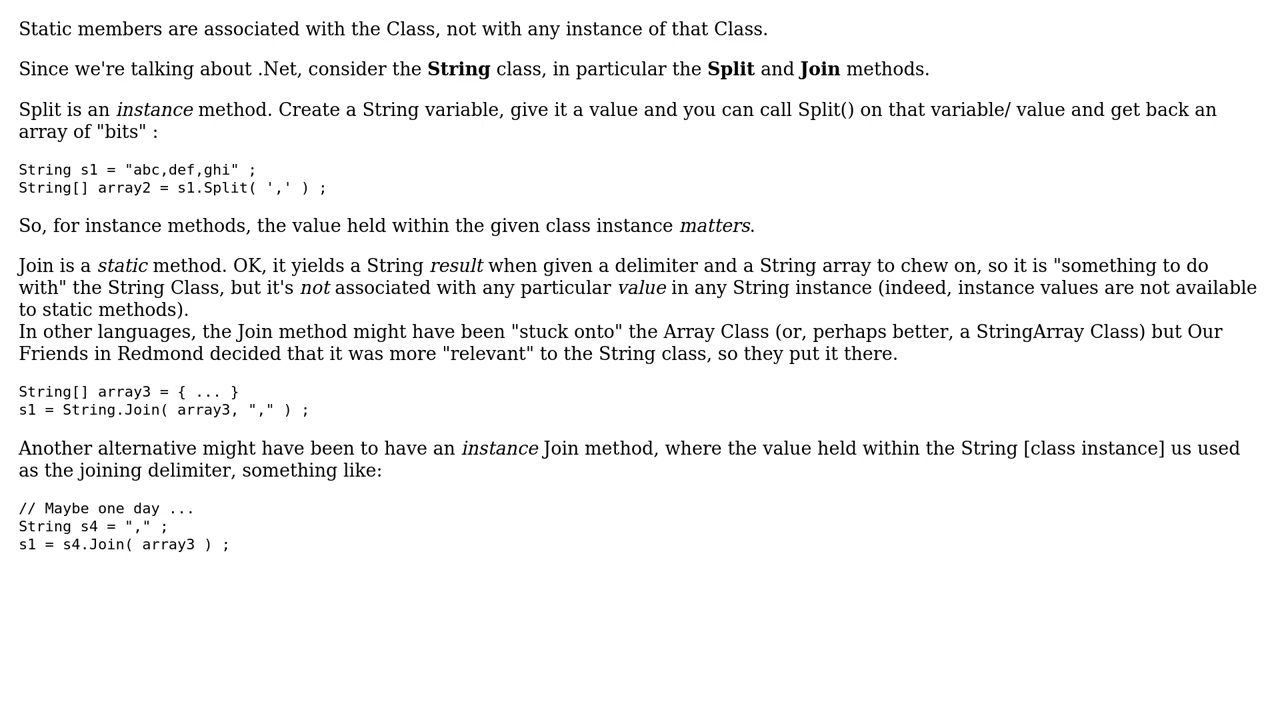 Static members are associated with the Class, not with any instance of that Class.
Since we're talking about .Net, consider the String class, in particular the Split and Join methods.
Split is an instance method. Create a String variable, give it a value and you can call Split() on that variable/ value and get back an
array of "bits" :
String s1 = "abc,def,ghi" ;
String[] array2 = s1.Split( ',' ) ;
So, for instance methods, the value held within the given class instance matters.
Join is a static method. OK, it yields a String result when given a delimiter and a String array to chew on, so it is "something to do
with" the String Class, but it's not associated with any particular value in any String instance (indeed, instance values are not available
to static methods).
In other languages, the Join method might have been "stuck onto" the Array Class (or, perhaps better, a StringArray Class) but Our
Friends in Redmond decided that it was more "relevant" to the String class, so they put it there.
String[] array3 = { ... }
s1 = String.Join( array3, "," ) ;
Another alternative might have been to have an instance Join method, where the value held within the String [class instance] us used
as the joining delimiter, something like:
// Maybe one day ...
String s4 = "," ;
s1 = s4.Join( array3 ) ;